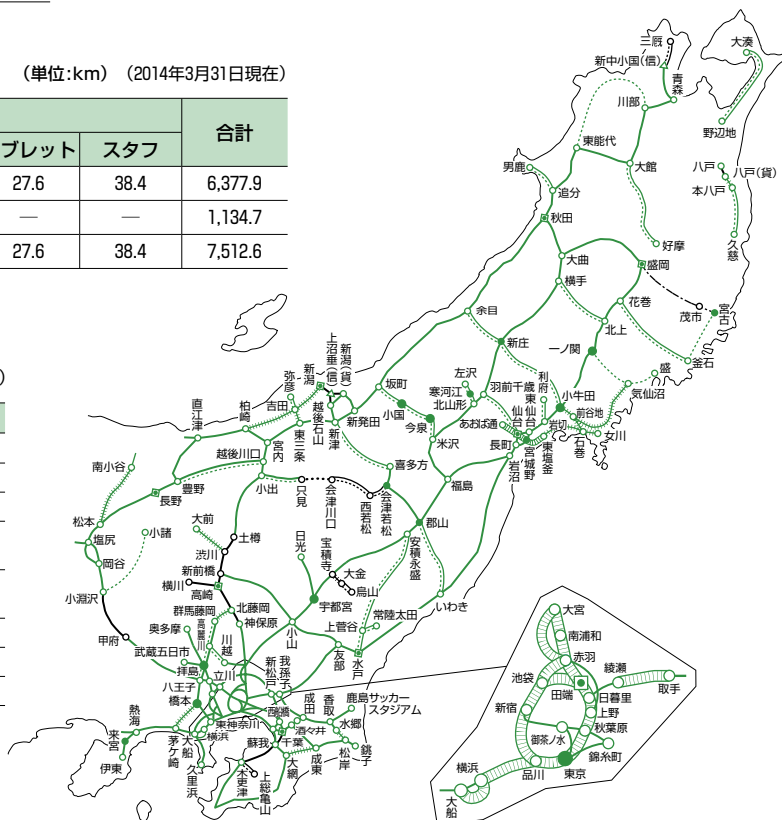 （単位:km）（2014年3月31日現在）
ブレット スタフ 合計
27.6 38.4 6,377.9
― ― 1,134.7
27.6 38.4 7,512.6
）
三厩
大湊
新中小国(信)
青森
川部
野辺地
東能代
男鹿
大館
八戸
八戸(貨)
本八戸
追分
秋田
久慈
好摩
大曲
盛岡
横手
花巻
茂市
宮古
余目
北上
新庄
一ノ関
釜石
盛
気仙沼
新潟(貨)
上沼垂(信)
新潟
弥彦
吉田
柏崎
直江津
越後石山
新発田
坂町
小国
今泉
米沢
左沢
寒河江
北山形
羽前千歳
あおば通
仙台
東仙台
利府
小牛田
前谷地
岩切
石巻
女川
東塩釜
宮城野
長町
岩沼
東三条
新津
宮内
越後川口
南小谷
豊野
長野
小出
只見
会津川口
西若松
会津若松
喜多方
福島
郡山
松本
塩尻
岡谷
小諸
小淵沢
甲府
大前
渋川
土樽
新前橋
横川
高崎
日光
宝積寺
大金
烏山
宇都宮
安積永盛
いわき
常陸太田
上菅谷
水戸
友部
小山
群馬藤岡
北藤岡
神保原
奥多摩
高麗川
川越
武蔵五日市
拝島
立川
八王子
橋本
新松戸
我孫子
西船橋
成田
香取
鹿島サッカー
スタジアム
水郷
酒々井
千葉
蘇我
東神奈川
横浜
大船
茅ケ崎
久里浜
熱海
来宮
伊東
木更津
上総亀山
大網
成東
松岸
銚子
大宮
南浦和
赤羽
池袋
田端
綾瀬
取手
日暮里
上野
新宿
秋葉原
御茶ノ水
錦糸町
品川
東京
横浜
大船